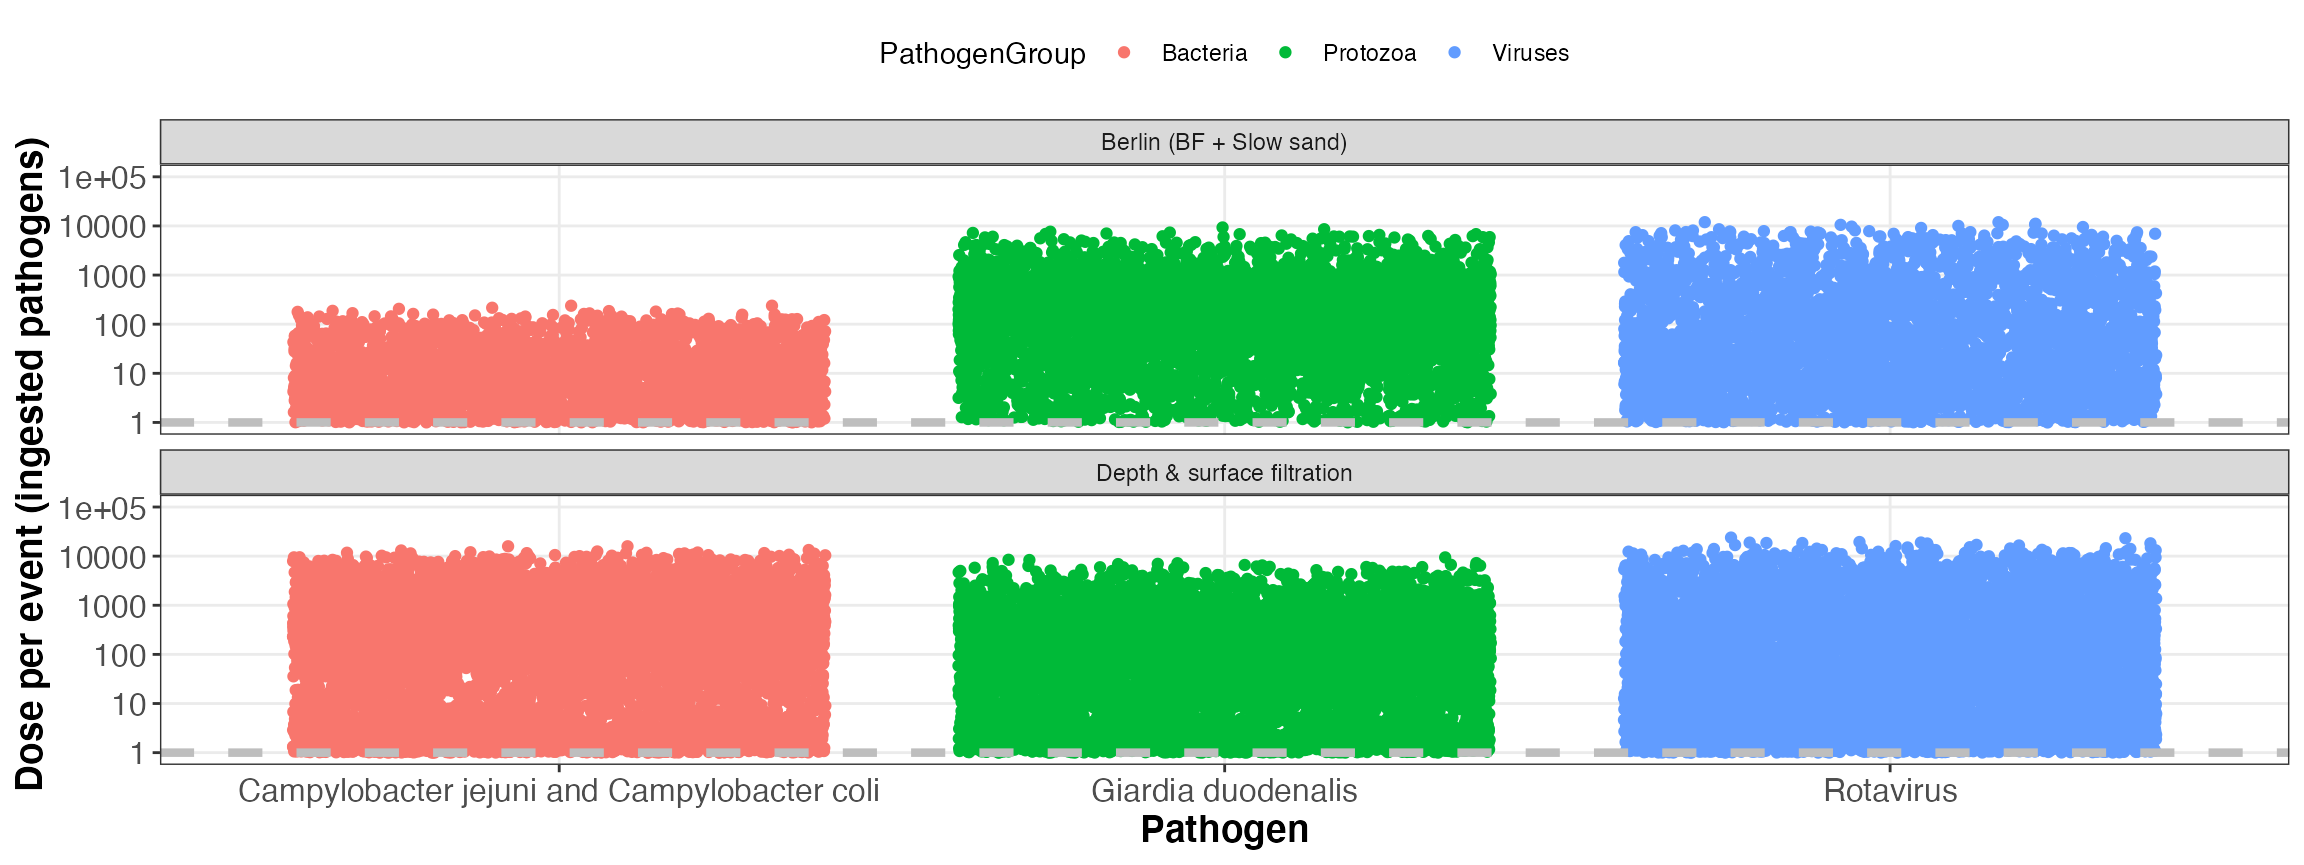 PathogenGroup Bacteria Protozoa Viruses
Dose per event (ingested pathogens)
Berlin (BF + Slow sand)
1e+05
10000
1000
100
10
1
Depth & surface filtration
1e+05
10000
1000
100
10
1
Campylobacter jejuni and Campylobacter coli Giardia duodenalis Rotavirus
Pathogen